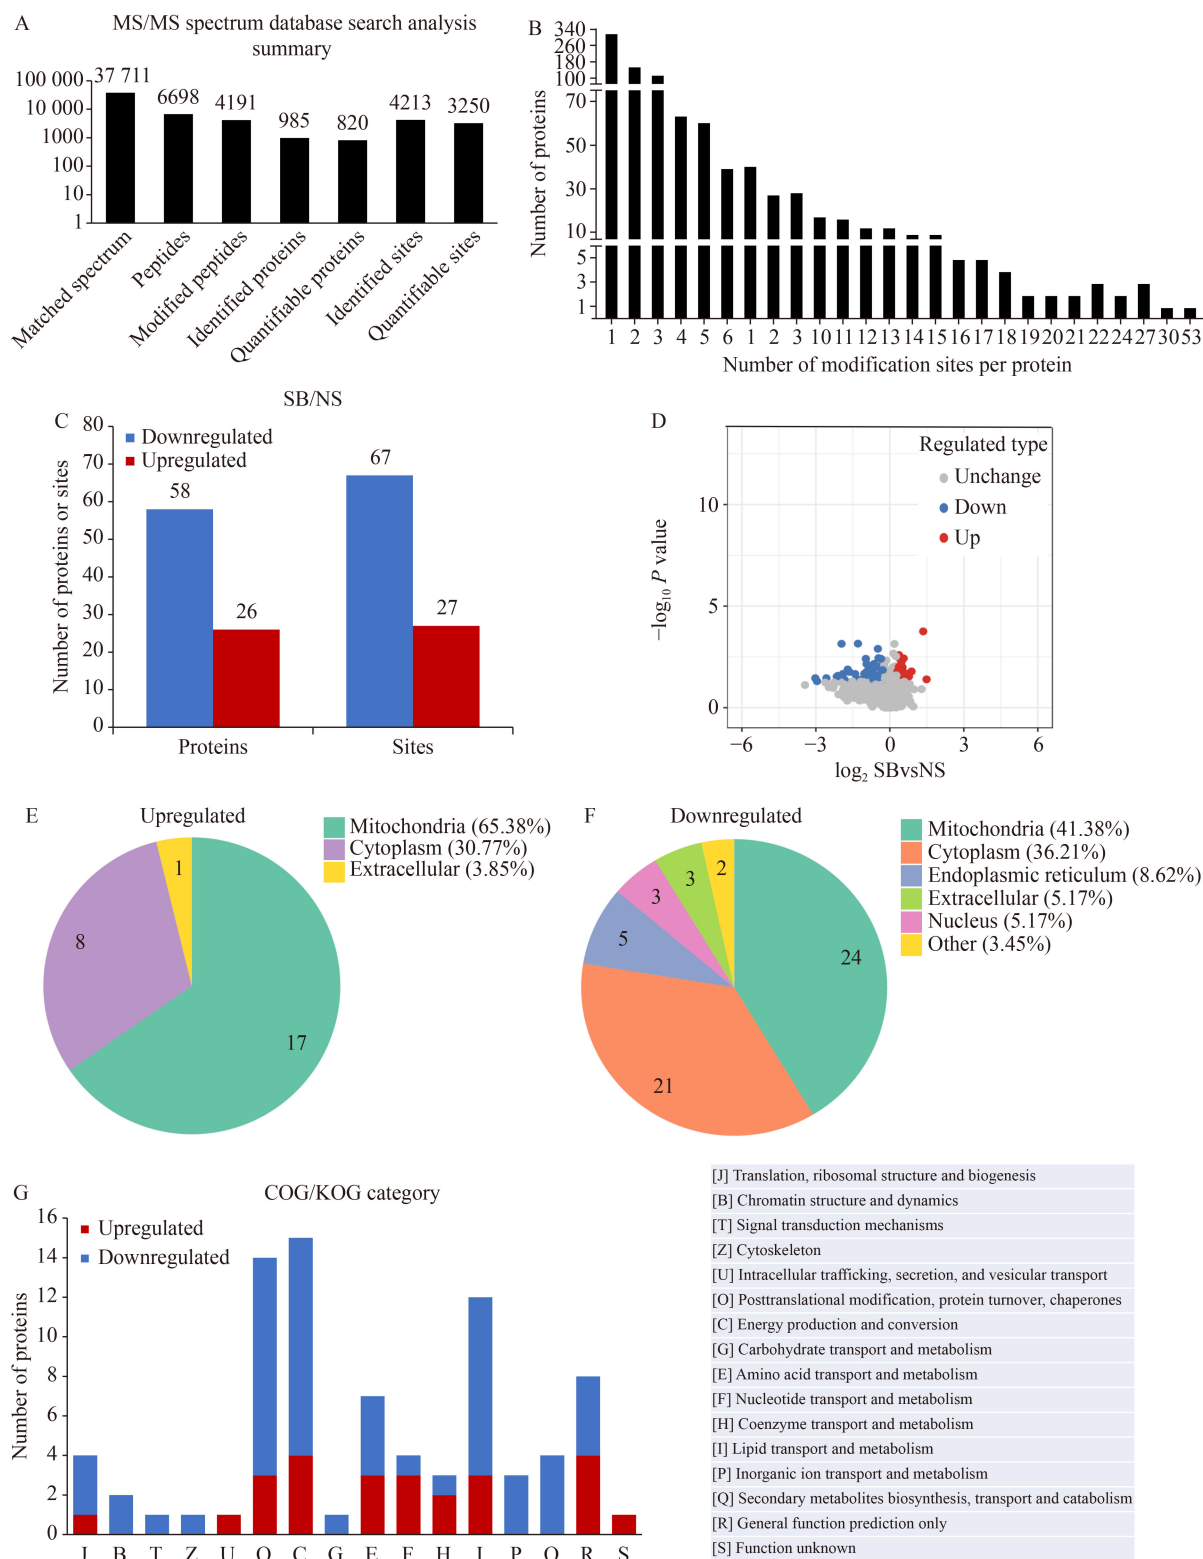 A
MS/MS spectrum database search analysis
summary
100 000
10 000
1000
100
10
1
37 711
6698
4191
985
820
4213
3250
Matched spectrum
Peptides
Modified peptides
Identified proteins
Quantifiable proteins
Identified sites
Quantifiable sites
B
Number of proteins
340
260
180
100
70
50
30
10
5
3
1
1 2 3 4 5 6 1 2 3 10 11 12 13 14 15 16 17 18 19 20 21 22 24 27 30 53
Number of modification sites per protein
C
SB/NS
Number of proteins or sites
80
70
60
50
40
30
20
10
0
Downregulated
Upregulated
58
26
67
27
Proteins
Sites
D
−log10 P value
10
5
0
Regulated type
Unchange
Down
Up
−6 −3 0 3 6
log2 SBvsNS
E
Upregulated
Mitochondria (65.38%)
Cytoplasm (30.77%)
Extracellular (3.85%)
1
8
17
F
Downregulated
Mitochondria (41.38%)
Cytoplasm (36.21%)
Endoplasmic reticulum (8.62%)
Extracellular (5.17%)
Nucleus (5.17%)
Other (3.45%)
2
3
3
5
24
21
G
COG/KOG category
Number of proteins
16
14
12
10
8
6
4
2
0
Upregulated
Downregulated
J B T Z U O C G E F H I P Q R S
[J] Translation, ribosomal structure and biogenesis
[B] Chromatin structure and dynamics
[T] Signal transduction mechanisms
[Z] Cytoskeleton
[U] Intracellular trafficking, secretion, and vesicular transport
[O] Posttranslational modification, protein turnover, chaperones
[C] Energy production and conversion
[G] Carbohydrate transport and metabolism
[E] Amino acid transport and metabolism
[F] Nucleotide transport and metabolism
[H] Coenzyme transport and metabolism
[I] Lipid transport and metabolism
[P] Inorganic ion transport and metabolism
[Q] Secondary metabolites biosynthesis, transport and catabolism
[R] General function prediction only
[S] Function unknown